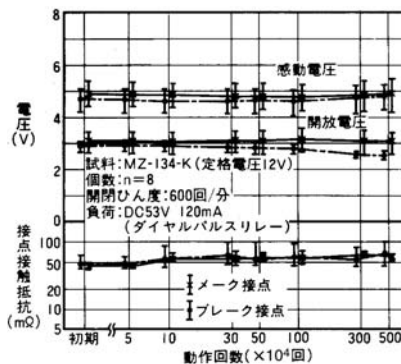 8
6
感動電圧
電圧
(V)
4
開放電圧
2
試料:MZ-134-K(定格電圧12V)
個数:n=8
開閉ひん度:600回/分
負荷:DC53V 120mA
(ダイヤルパルスリレー)
0
接点接触抵抗
(mΩ)
100
50
50
メーク接点
10
ブレーク接点
5
初期 5 10 30 50 100 300 500
動作回数(×10⁴回)